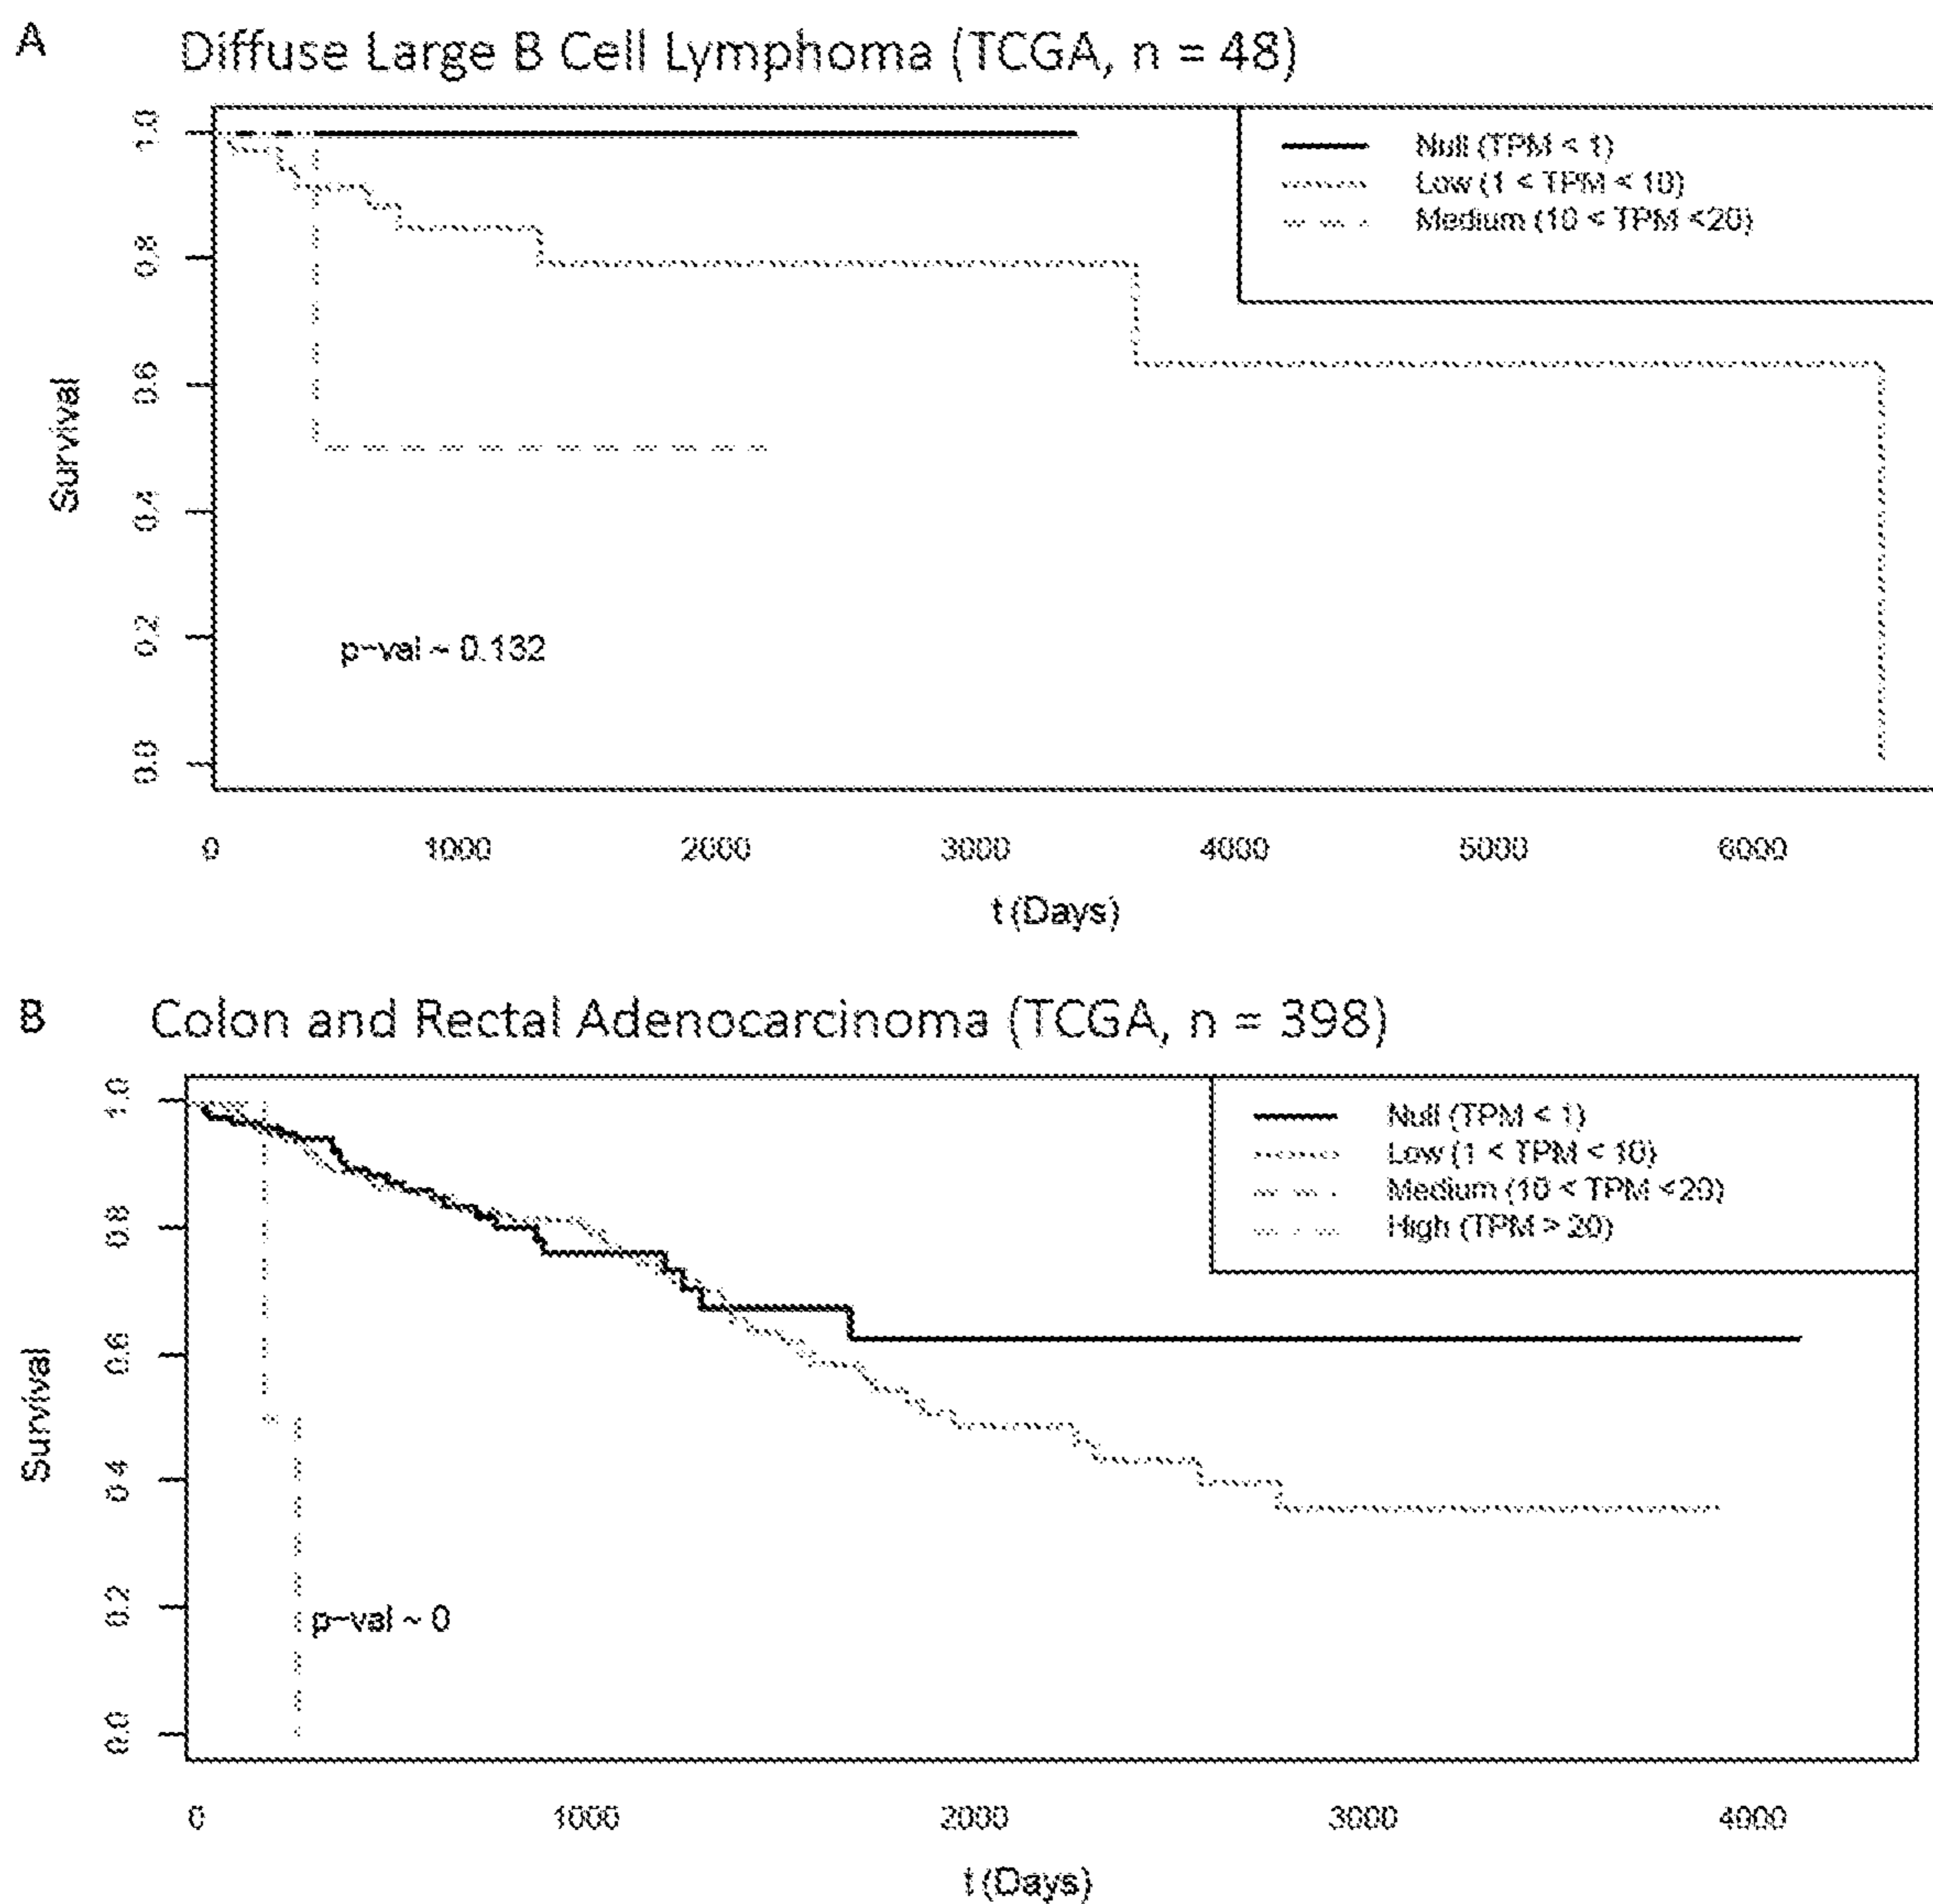 A
Diffuse Large B Cell Lymphoma (TCGA, n = 48)
1.0
0.8
0.6
0.4
0.2
0.0
Survival
Null (TPM < 1)
Low (1 < TPM < 10)
Medium (10 < TPM <20)
p-val ~ 0.132
0 1000 2000 3000 4000 5000 6000
t (Days)
B
Colon and Rectal Adenocarcinoma (TCGA, n = 398)
1.0
0.8
0.6
0.4
0.2
0.0
Survival
Null (TPM < 1)
Low (1 < TPM < 10)
Medium (10 < TPM <20)
High (TPM > 20)
p-val ~ 0
0 1000 2000 3000 4000
t (Days)